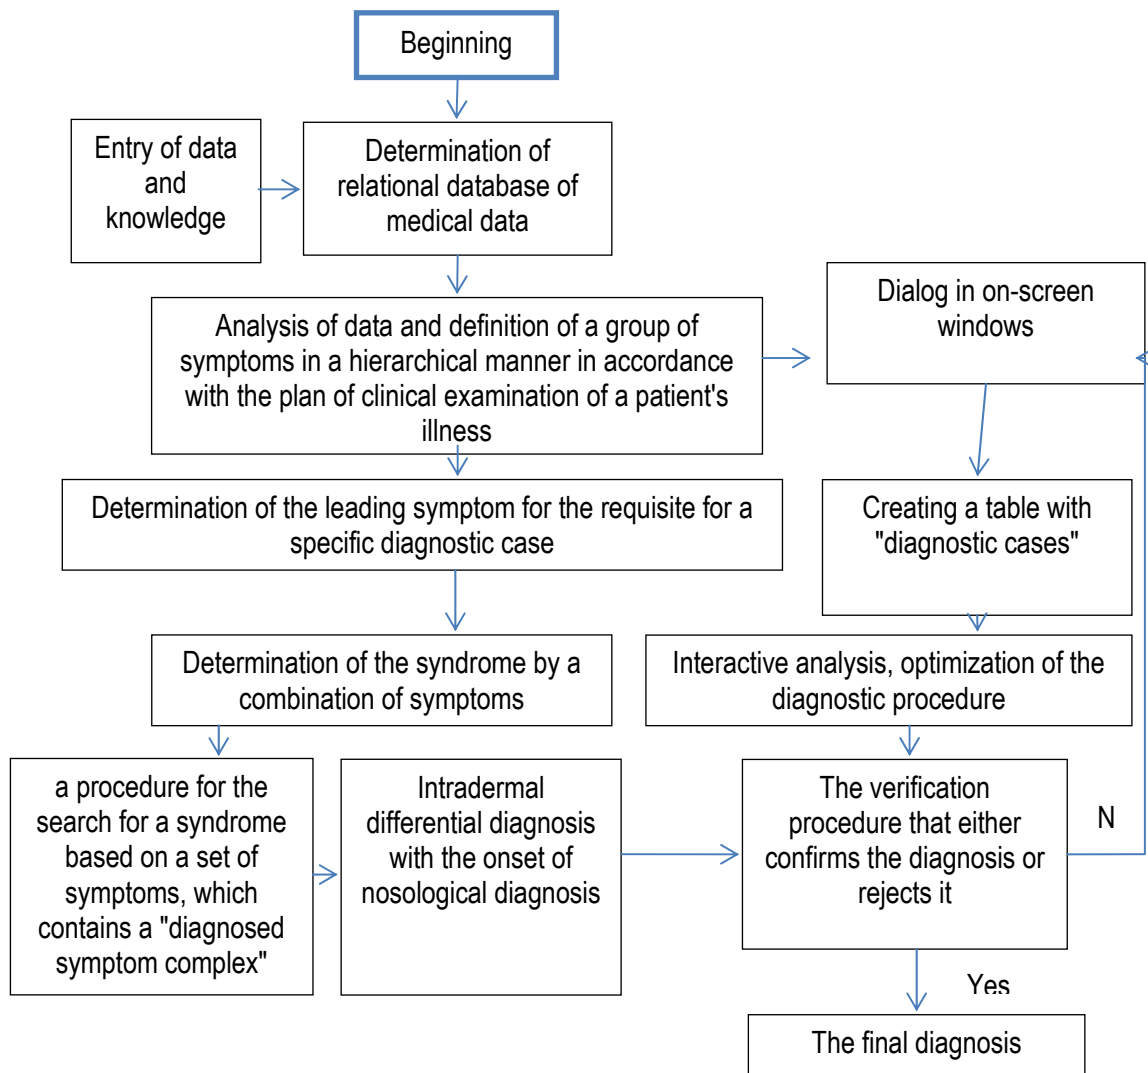 Beginning
Entry of data
and
knowledge
Determination of
relational database of
medical data
Dialog in on-screen
windows
Analysis of data and definition of a group of
symptoms in a hierarchical manner in accordance
with the plan of clinical examination of a patient's
illness
Determination of the leading symptom for the requisite for a
specific diagnostic case
Creating a table with
"diagnostic cases"
Determination of the syndrome by a
combination of symptoms
Interactive analysis, optimization of the
diagnostic procedure
a procedure for the
search for a syndrome
based on a set of
symptoms, which
contains a "diagnosed
symptom complex"
Intradermal
differential diagnosis
with the onset of
nosological diagnosis
The verification
procedure that either
confirms the diagnosis or
rejects it
N
Yes
The final diagnosis